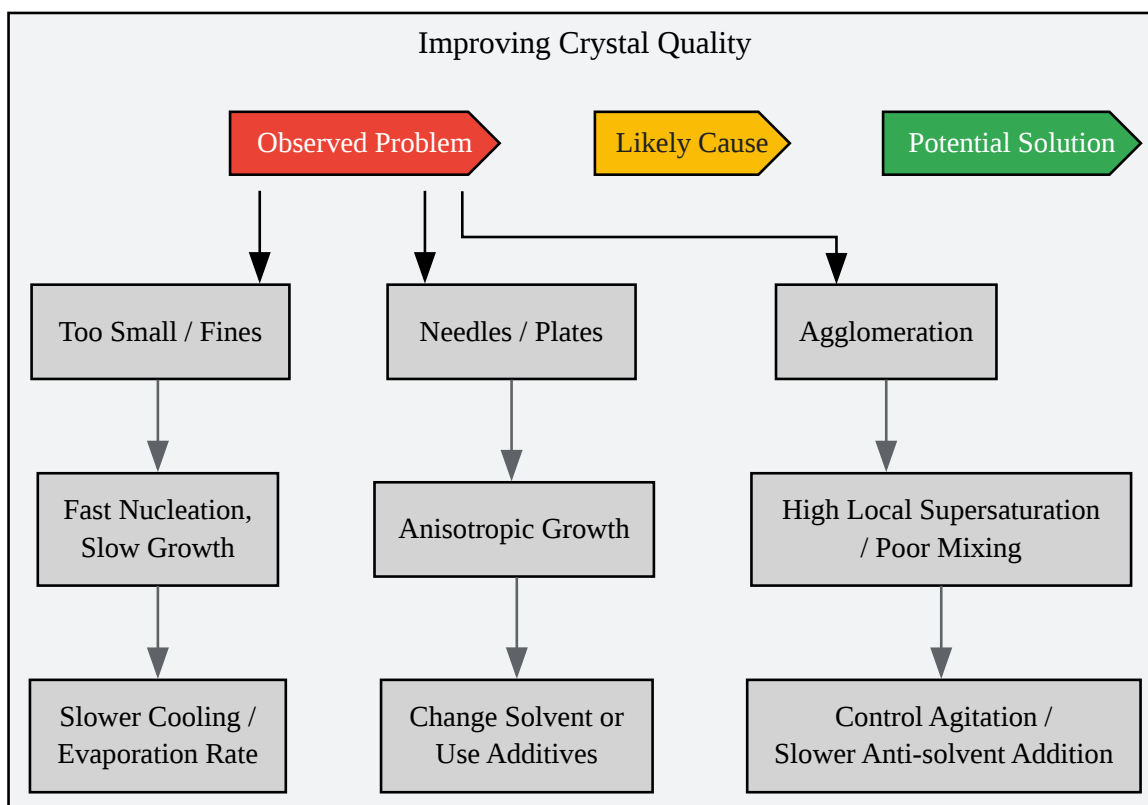 Improving Crystal Quality
Observed Problem
Likely Cause
Potential Solution
Too Small / Fines
Needles / Plates
Agglomeration
Fast Nucleation,
Slow Growth
Anisotropic Growth
High Local Supersaturation
/ Poor Mixing
Slower Cooling /
Evaporation Rate
Change Solvent or
Use Additives
Control Agitation /
Slower Anti-solvent Addition